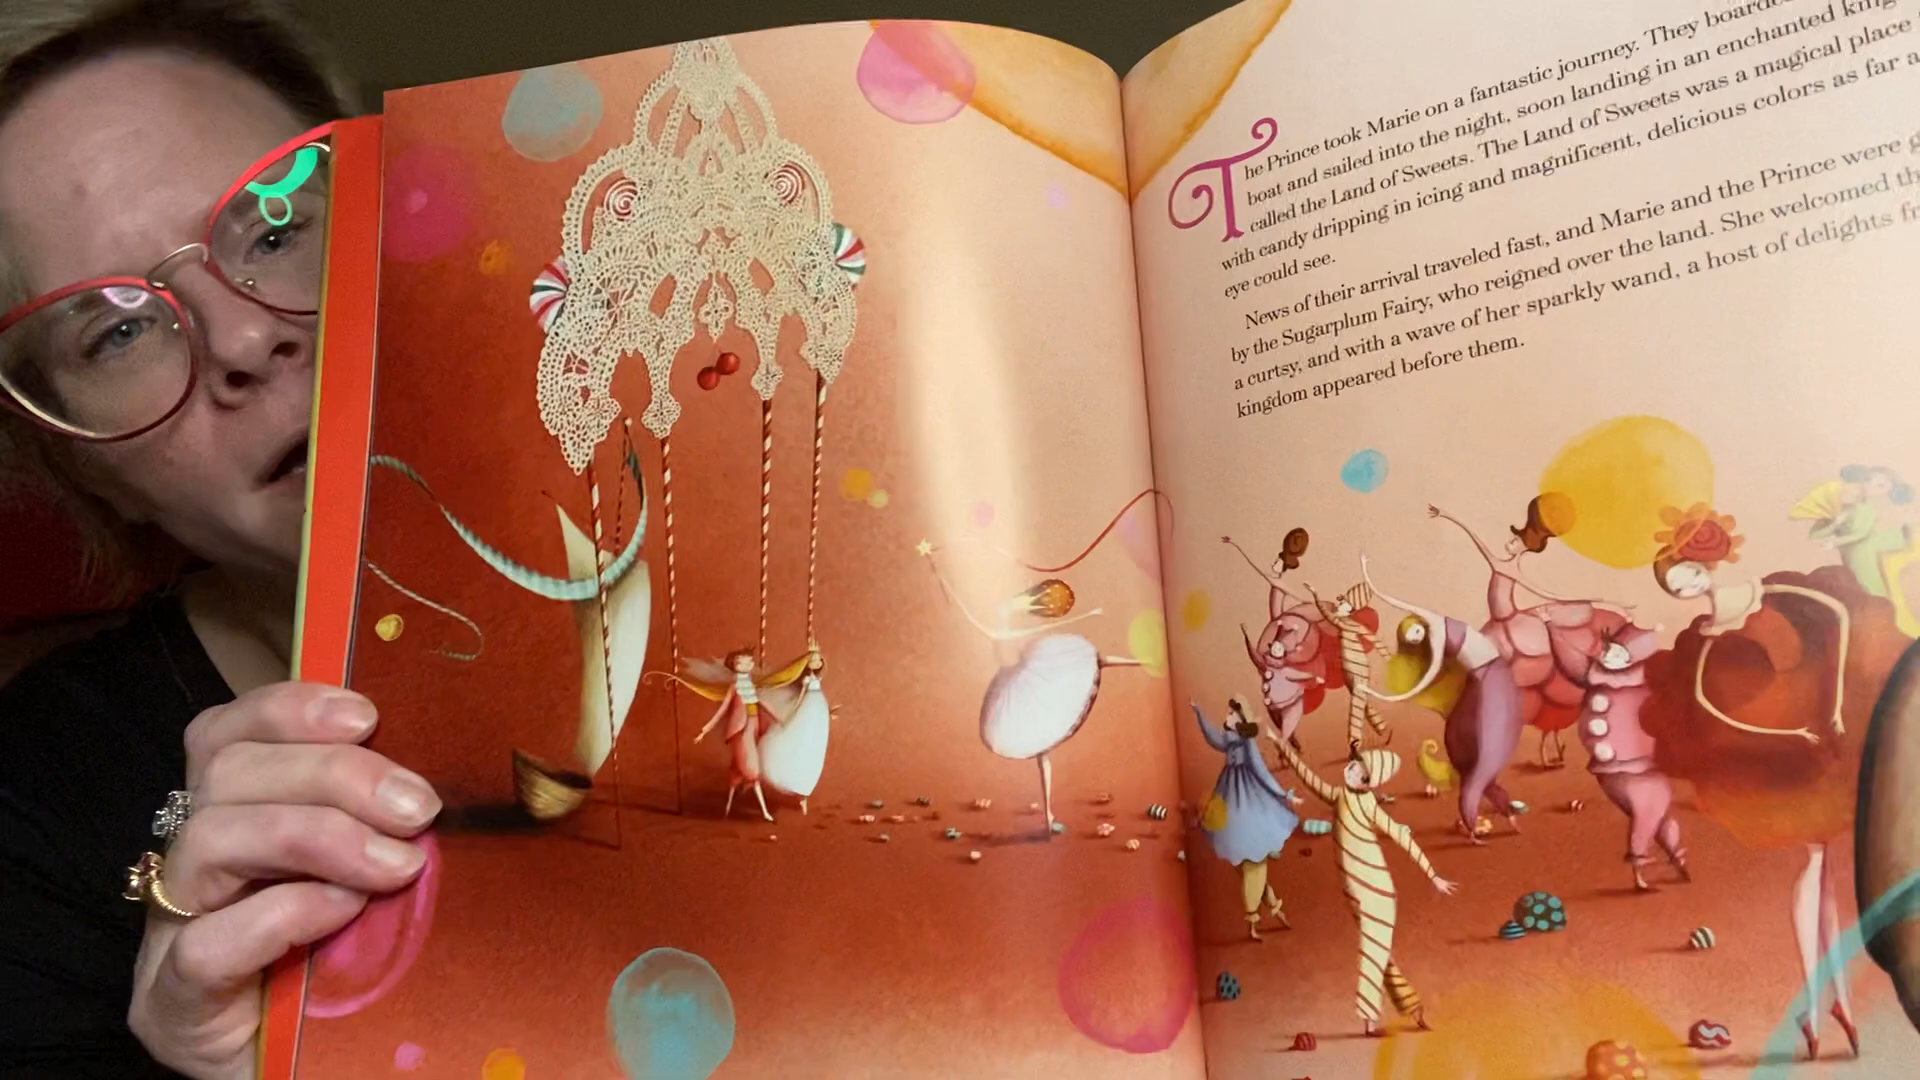 The Prince took Marie on a fantastic journey. They boarded
boat and sailed into the night, soon landing in an enchanted
called the Land of Sweets. The Land of Sweets was a magical place
with candy dripping in icing and magnificent, delicious colors as far
eye could see.
News of their arrival traveled fast, and Marie and the Prince were
by the Sugarplum Fairy, who reigned over the land. She welcomed
a curtsy, and with a wave of her sparkly wand, a host of delights
kingdom appeared before them.